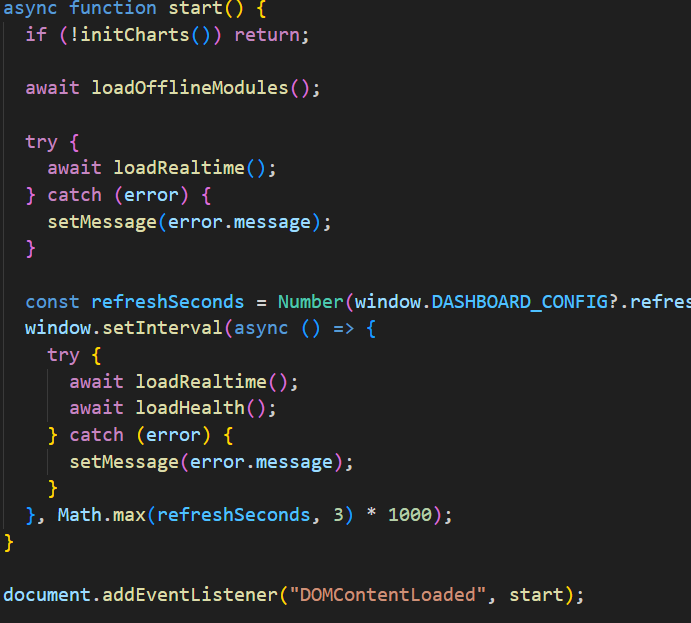 async function start() {
  if (!initCharts()) return;

  await loadOfflineModules();

  try {
    await loadRealtime();
  } catch (error) {
    setMessage(error.message);
  }

  const refreshSeconds = Number(window.DASHBOARD_CONFIG?.refres
  window.setInterval(async () => {
    try {
      await loadRealtime();
      await loadHealth();
    } catch (error) {
      setMessage(error.message);
    }
  }, Math.max(refreshSeconds, 3) * 1000);
}

document.addEventListener("DOMContentLoaded", start);